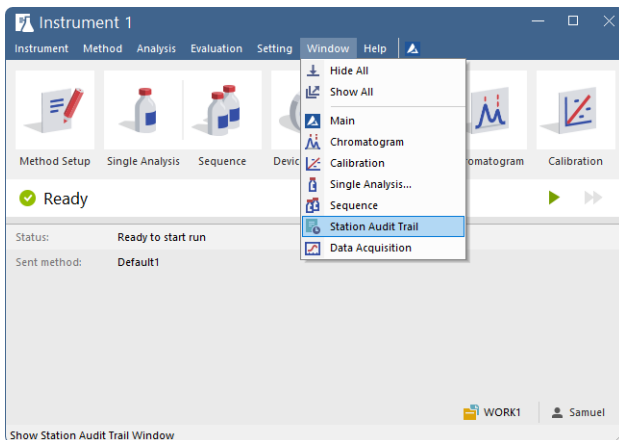 Instrument 1
Instrument Method Analysis Evaluation Setting Window Help
Hide All
Show All
Main
Chromatogram
Calibration
Single Analysis...
Sequence
Station Audit Trail
Data Acquisition
Method Setup Single Analysis Sequence Devic omatogram Calibration
Ready
Status: Ready to start run
Sent method: Default1
WORK1 Samuel
Show Station Audit Trail Window